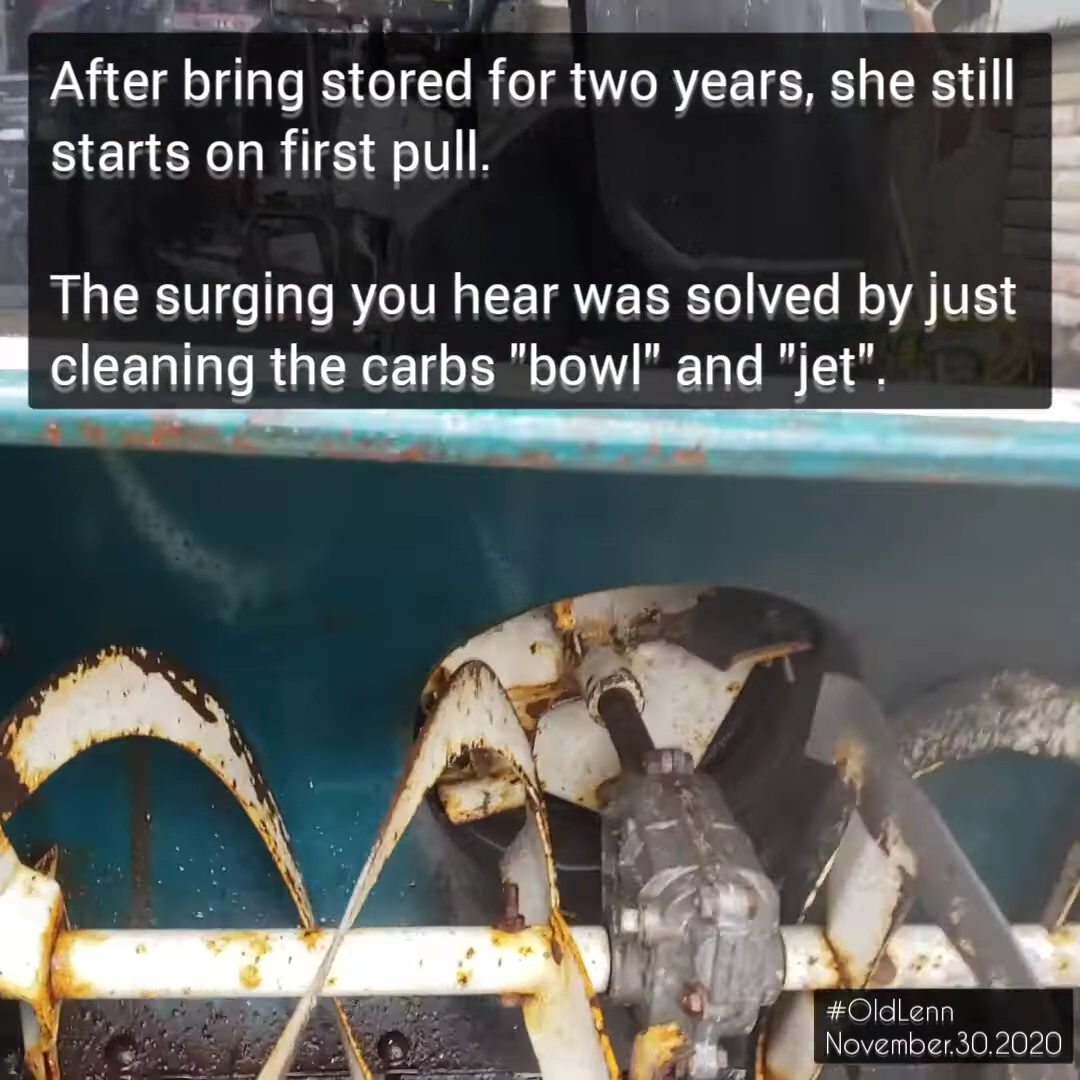 After bring stored for two years, she still
starts on first pull.
The surging you hear was solved by just
cleaning the carbs "bowl" and "jet".
#OldLenn
November.30.2020